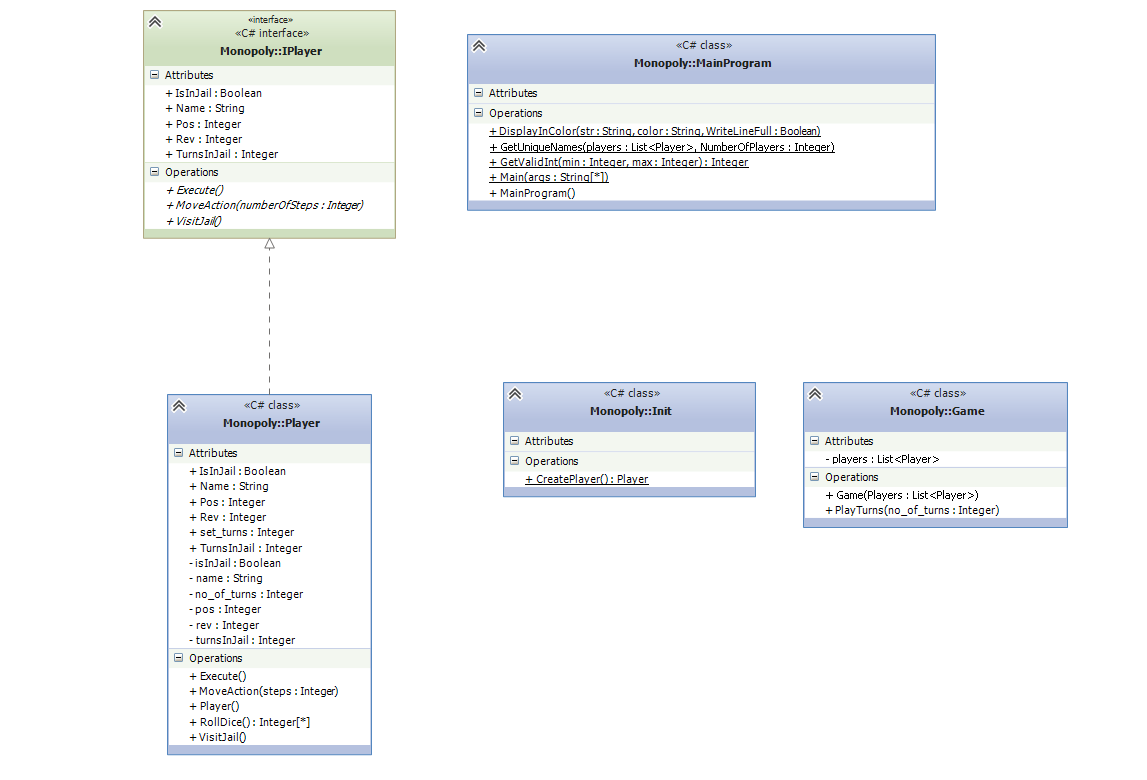 «interface»
«C# interface»
Monopoly::IPlayer
Attributes
+ IsInJail : Boolean
+ Name : String
+ Pos : Integer
+ Rev : Integer
+ TurnsInJail : Integer
Operations
+ Execute()
+ MoveAction(numberOfSteps : Integer)
+ VisitJail()
«C# class»
Monopoly::MainProgram
Attributes
Operations
+ DisplayInColor(str : String, color : String, WriteLineFull : Boolean)
+ GetUniqueNames(players : List<Player>, NumberOfPlayers : Integer)
+ GetValidInt(min : Integer, max : Integer) : Integer
+ Main(args : String[*])
+ MainProgram()
«C# class»
Monopoly::Player
Attributes
+ IsInJail : Boolean
+ Name : String
+ Pos : Integer
+ Rev : Integer
+ set_turns : Integer
+ TurnsInJail : Integer
- isInJail : Boolean
- name : String
- no_of_turns : Integer
- pos : Integer
- rev : Integer
- turnsInJail : Integer
Operations
+ Execute()
+ MoveAction(steps : Integer)
+ Player()
+ RollDice() : Integer[*]
+ VisitJail()
«C# class»
Monopoly::Init
Attributes
Operations
+ CreatePlayer() : Player
«C# class»
Monopoly::Game
Attributes
- players : List<Player>
Operations
+ Game(Players : List<Player>)
+ PlayTurns(no_of_turns : Integer)